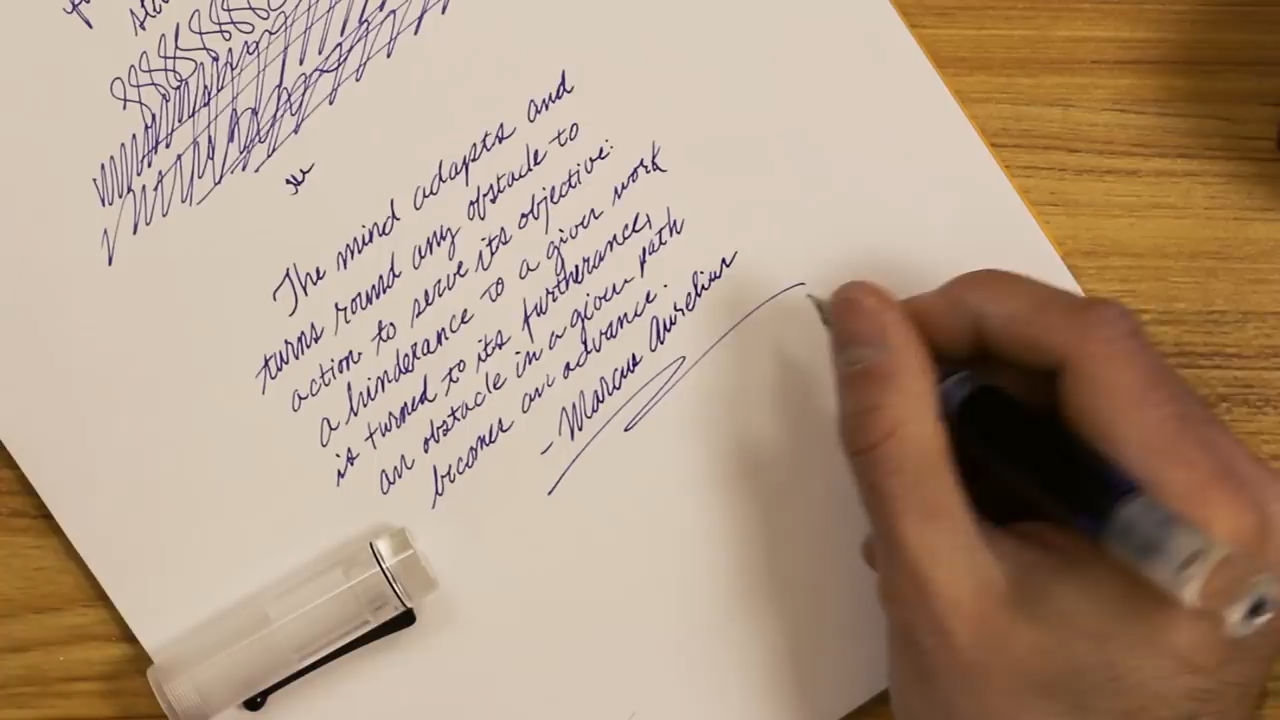 The mind adapts and
turns round any obstacle to
action to serve its objective:
a hinderance to a given work
is turned to its furtherance,
an obstacle in a given path
becomes an advance.
- Marcus Aurelius